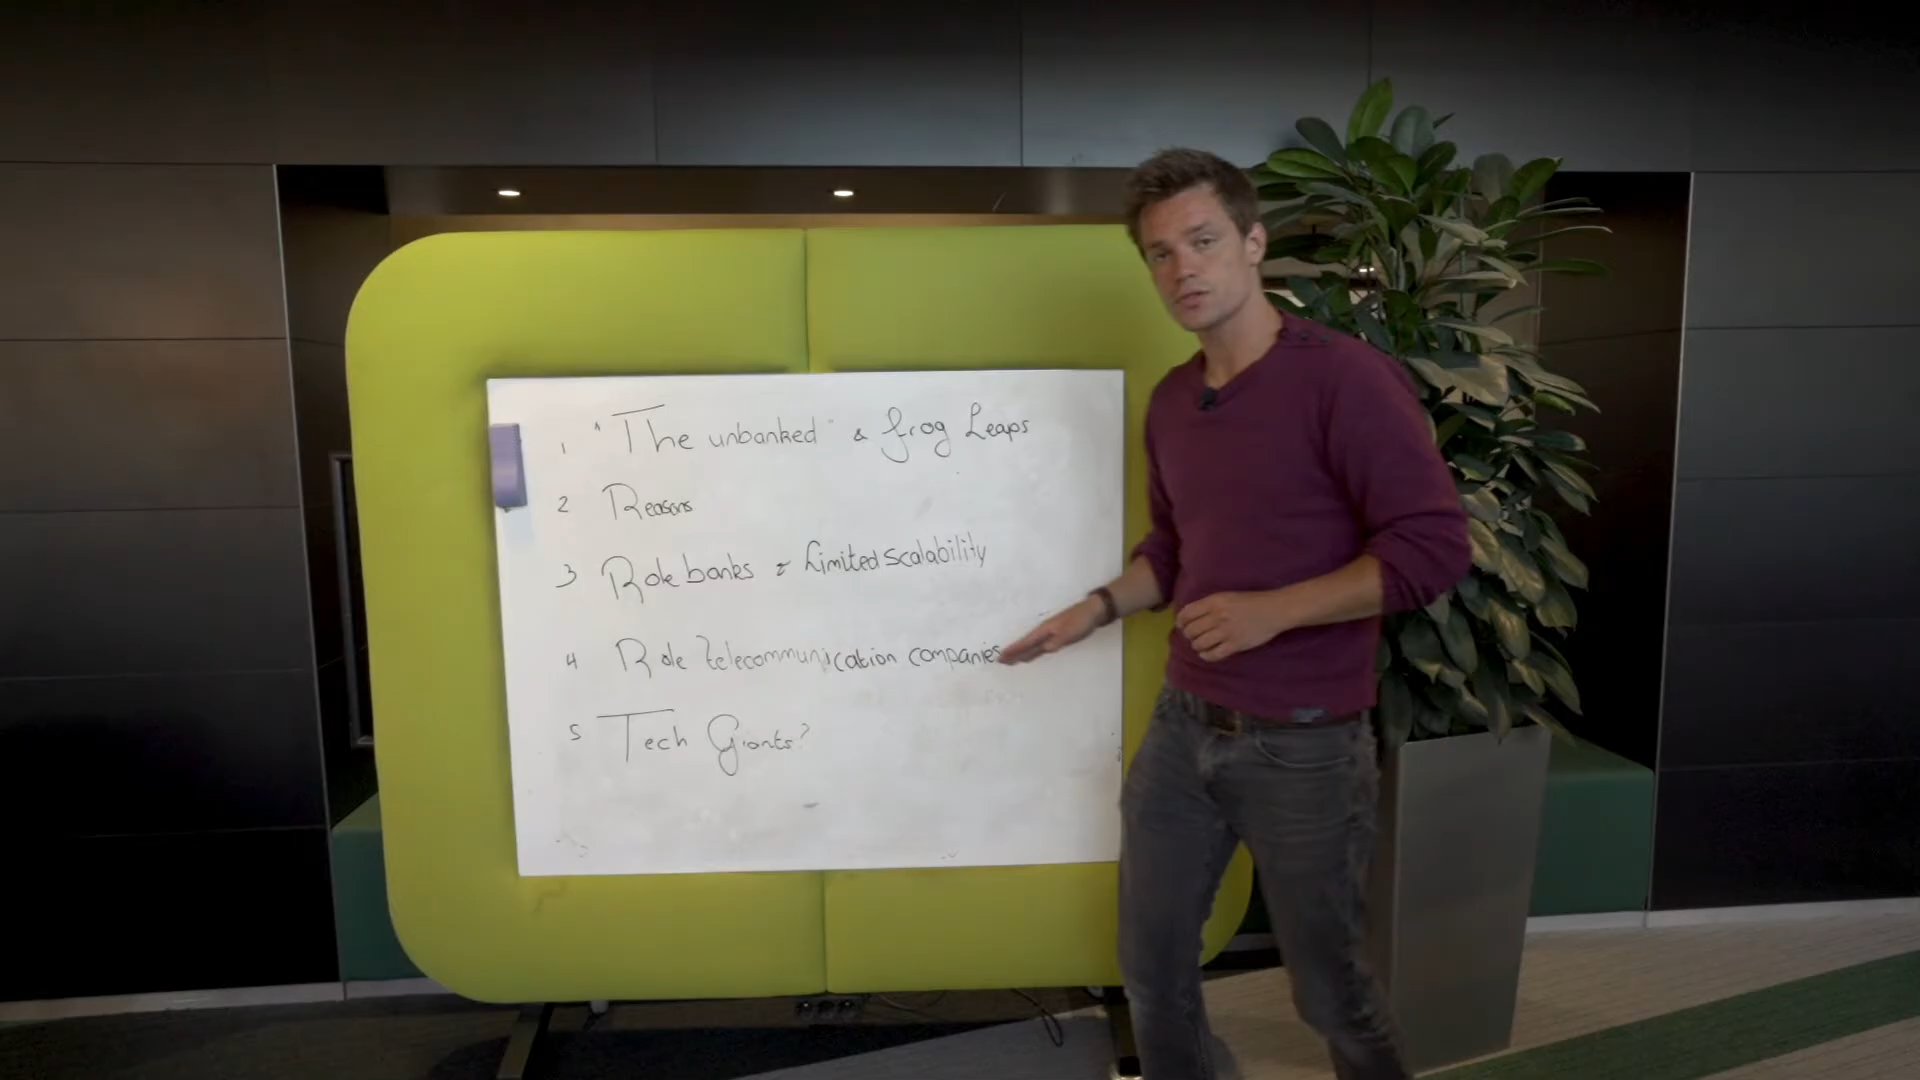 1 "The unbanked" & frog Leaps
2 Reasons
3 Role banks & Limited scalability
4 Role telecommunication companies
5 Tech Giants?